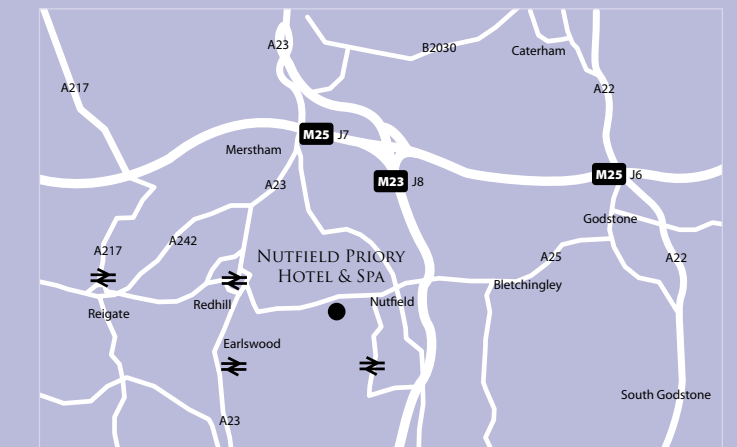 A23
B2030
Caterham
A217
A22
M25 J7
Merstham
M25 J6
M23 J8
A23
Godstone
A242
A217
NUTFIELD PRIORY
HOTEL & SPA
A25
A22
Bletchingley
Redhill
Nutfield
Reigate
Earlswood
South Godstone
A23